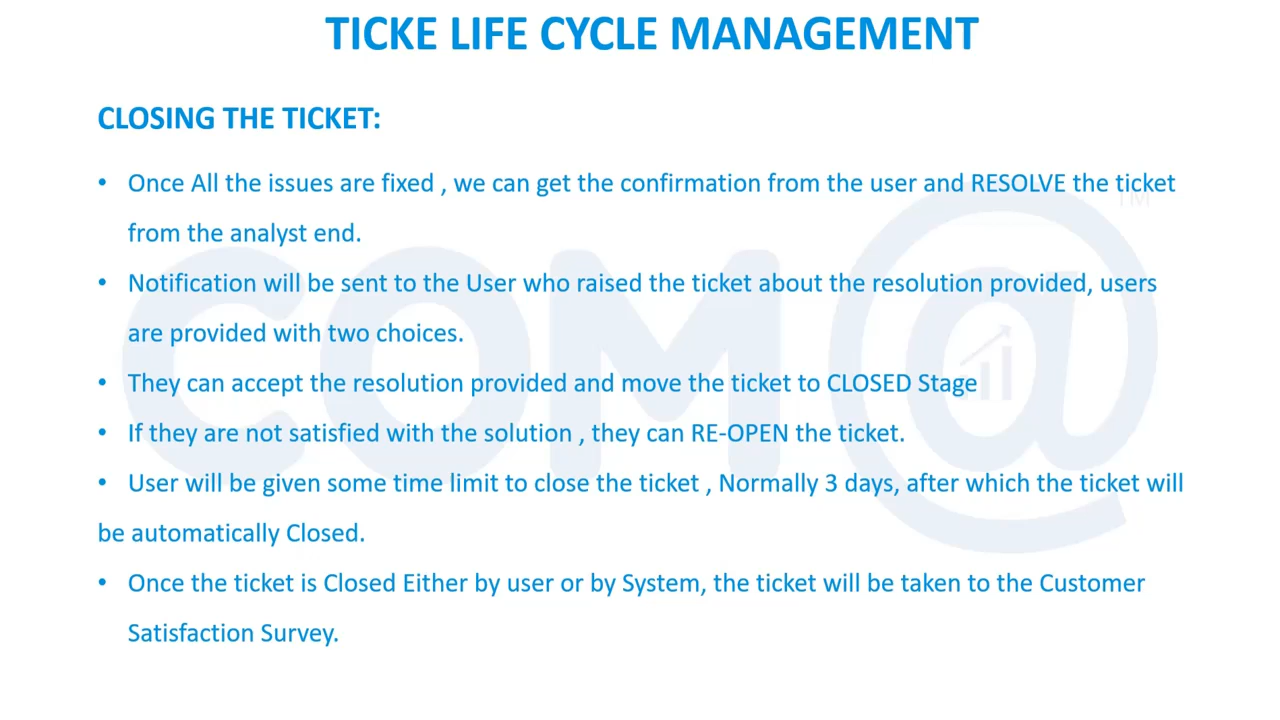 TICKE LIFE CYCLE MANAGEMENT
CLOSING THE TICKET:
• Once All the issues are fixed , we can get the confirmation from the user and RESOLVE the ticket
from the analyst end.
• Notification will be sent to the User who raised the ticket about the resolution provided, users
are provided with two choices.
• They can accept the resolution provided and move the ticket to CLOSED Stage
• If they are not satisfied with the solution , they can RE-OPEN the ticket.
• User will be given some time limit to close the ticket , Normally 3 days, after which the ticket will
be automatically Closed.
• Once the ticket is Closed Either by user or by System, the ticket will be taken to the Customer
Satisfaction Survey.
COM@
TM